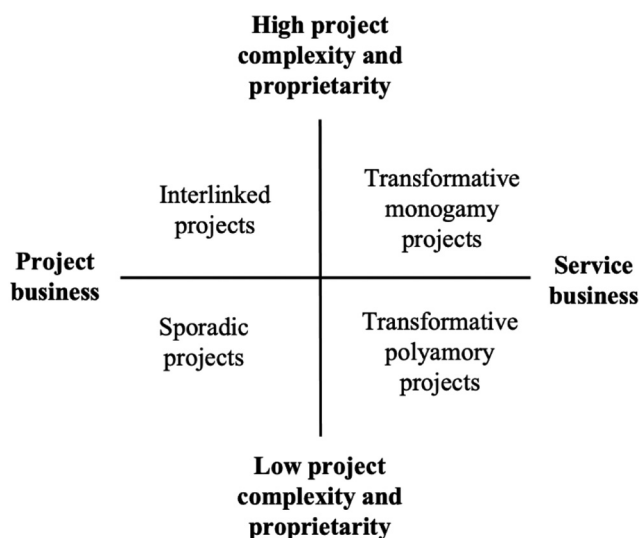 High project
complexity and
proprietarity
Interlinked
projects
Transformative
monogamy
projects
Project
business
Service
business
Sporadic
projects
Transformative
polyamory
projects
Low project
complexity and
proprietarity